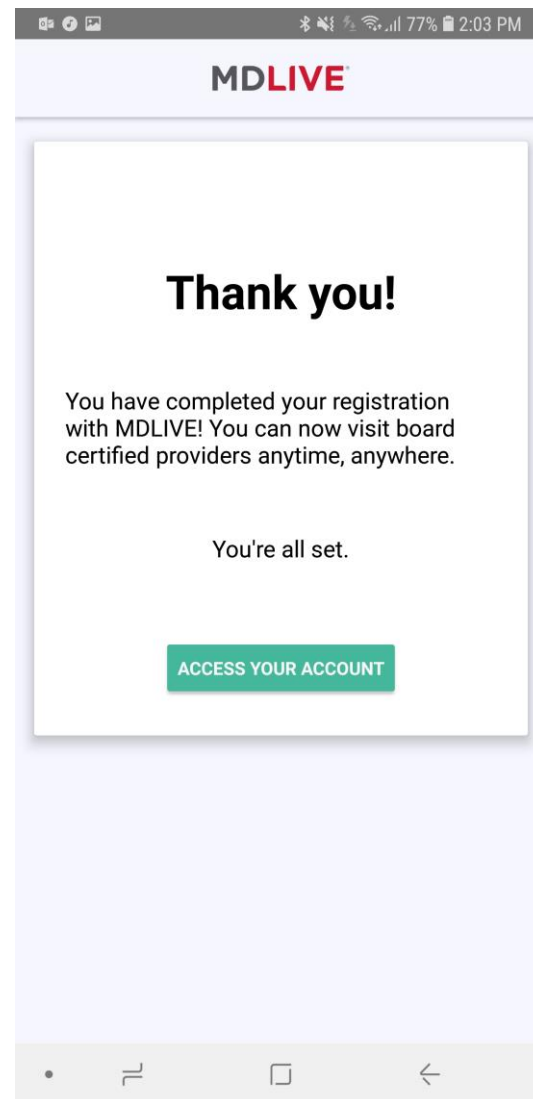 77% 2:03 PM
MDLIVE
Thank you!
You have completed your registration
with MDLIVE! You can now visit board
certified providers anytime, anywhere.
You're all set.
ACCESS YOUR ACCOUNT